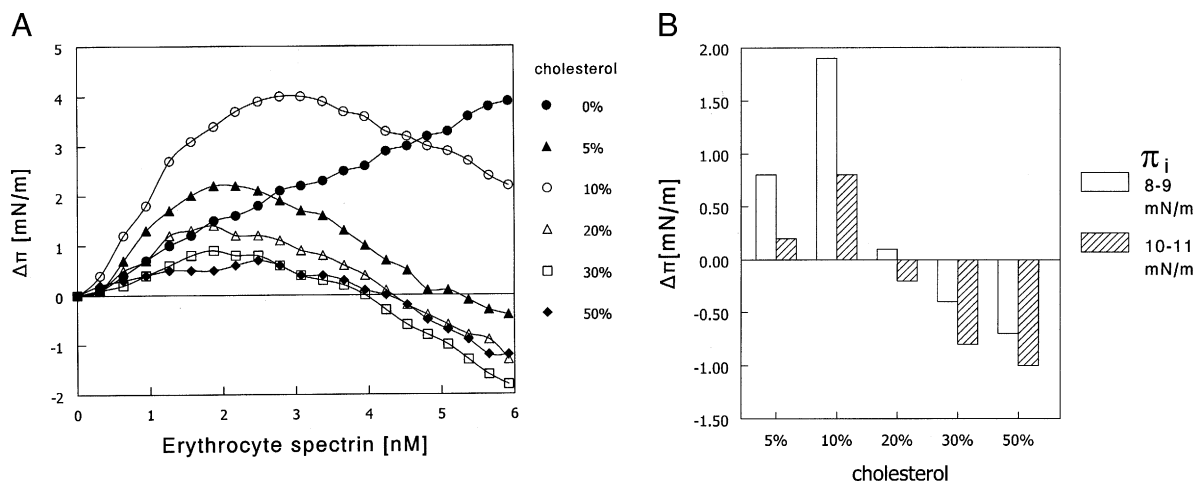 A
5
4
3
2
1
0
-1
-2
Δπ [mN/m]
0 1 2 3 4 5 6
Erythrocyte spectrin [nM]
cholesterol
0%
5%
10%
20%
30%
50%
B
2.00
1.50
1.00
0.50
0.00
-0.50
-1.00
-1.50
Δπ[mN/m]
5% 10% 20% 30% 50%
cholesterol
πi
8-9
mN/m
10-11
mN/m